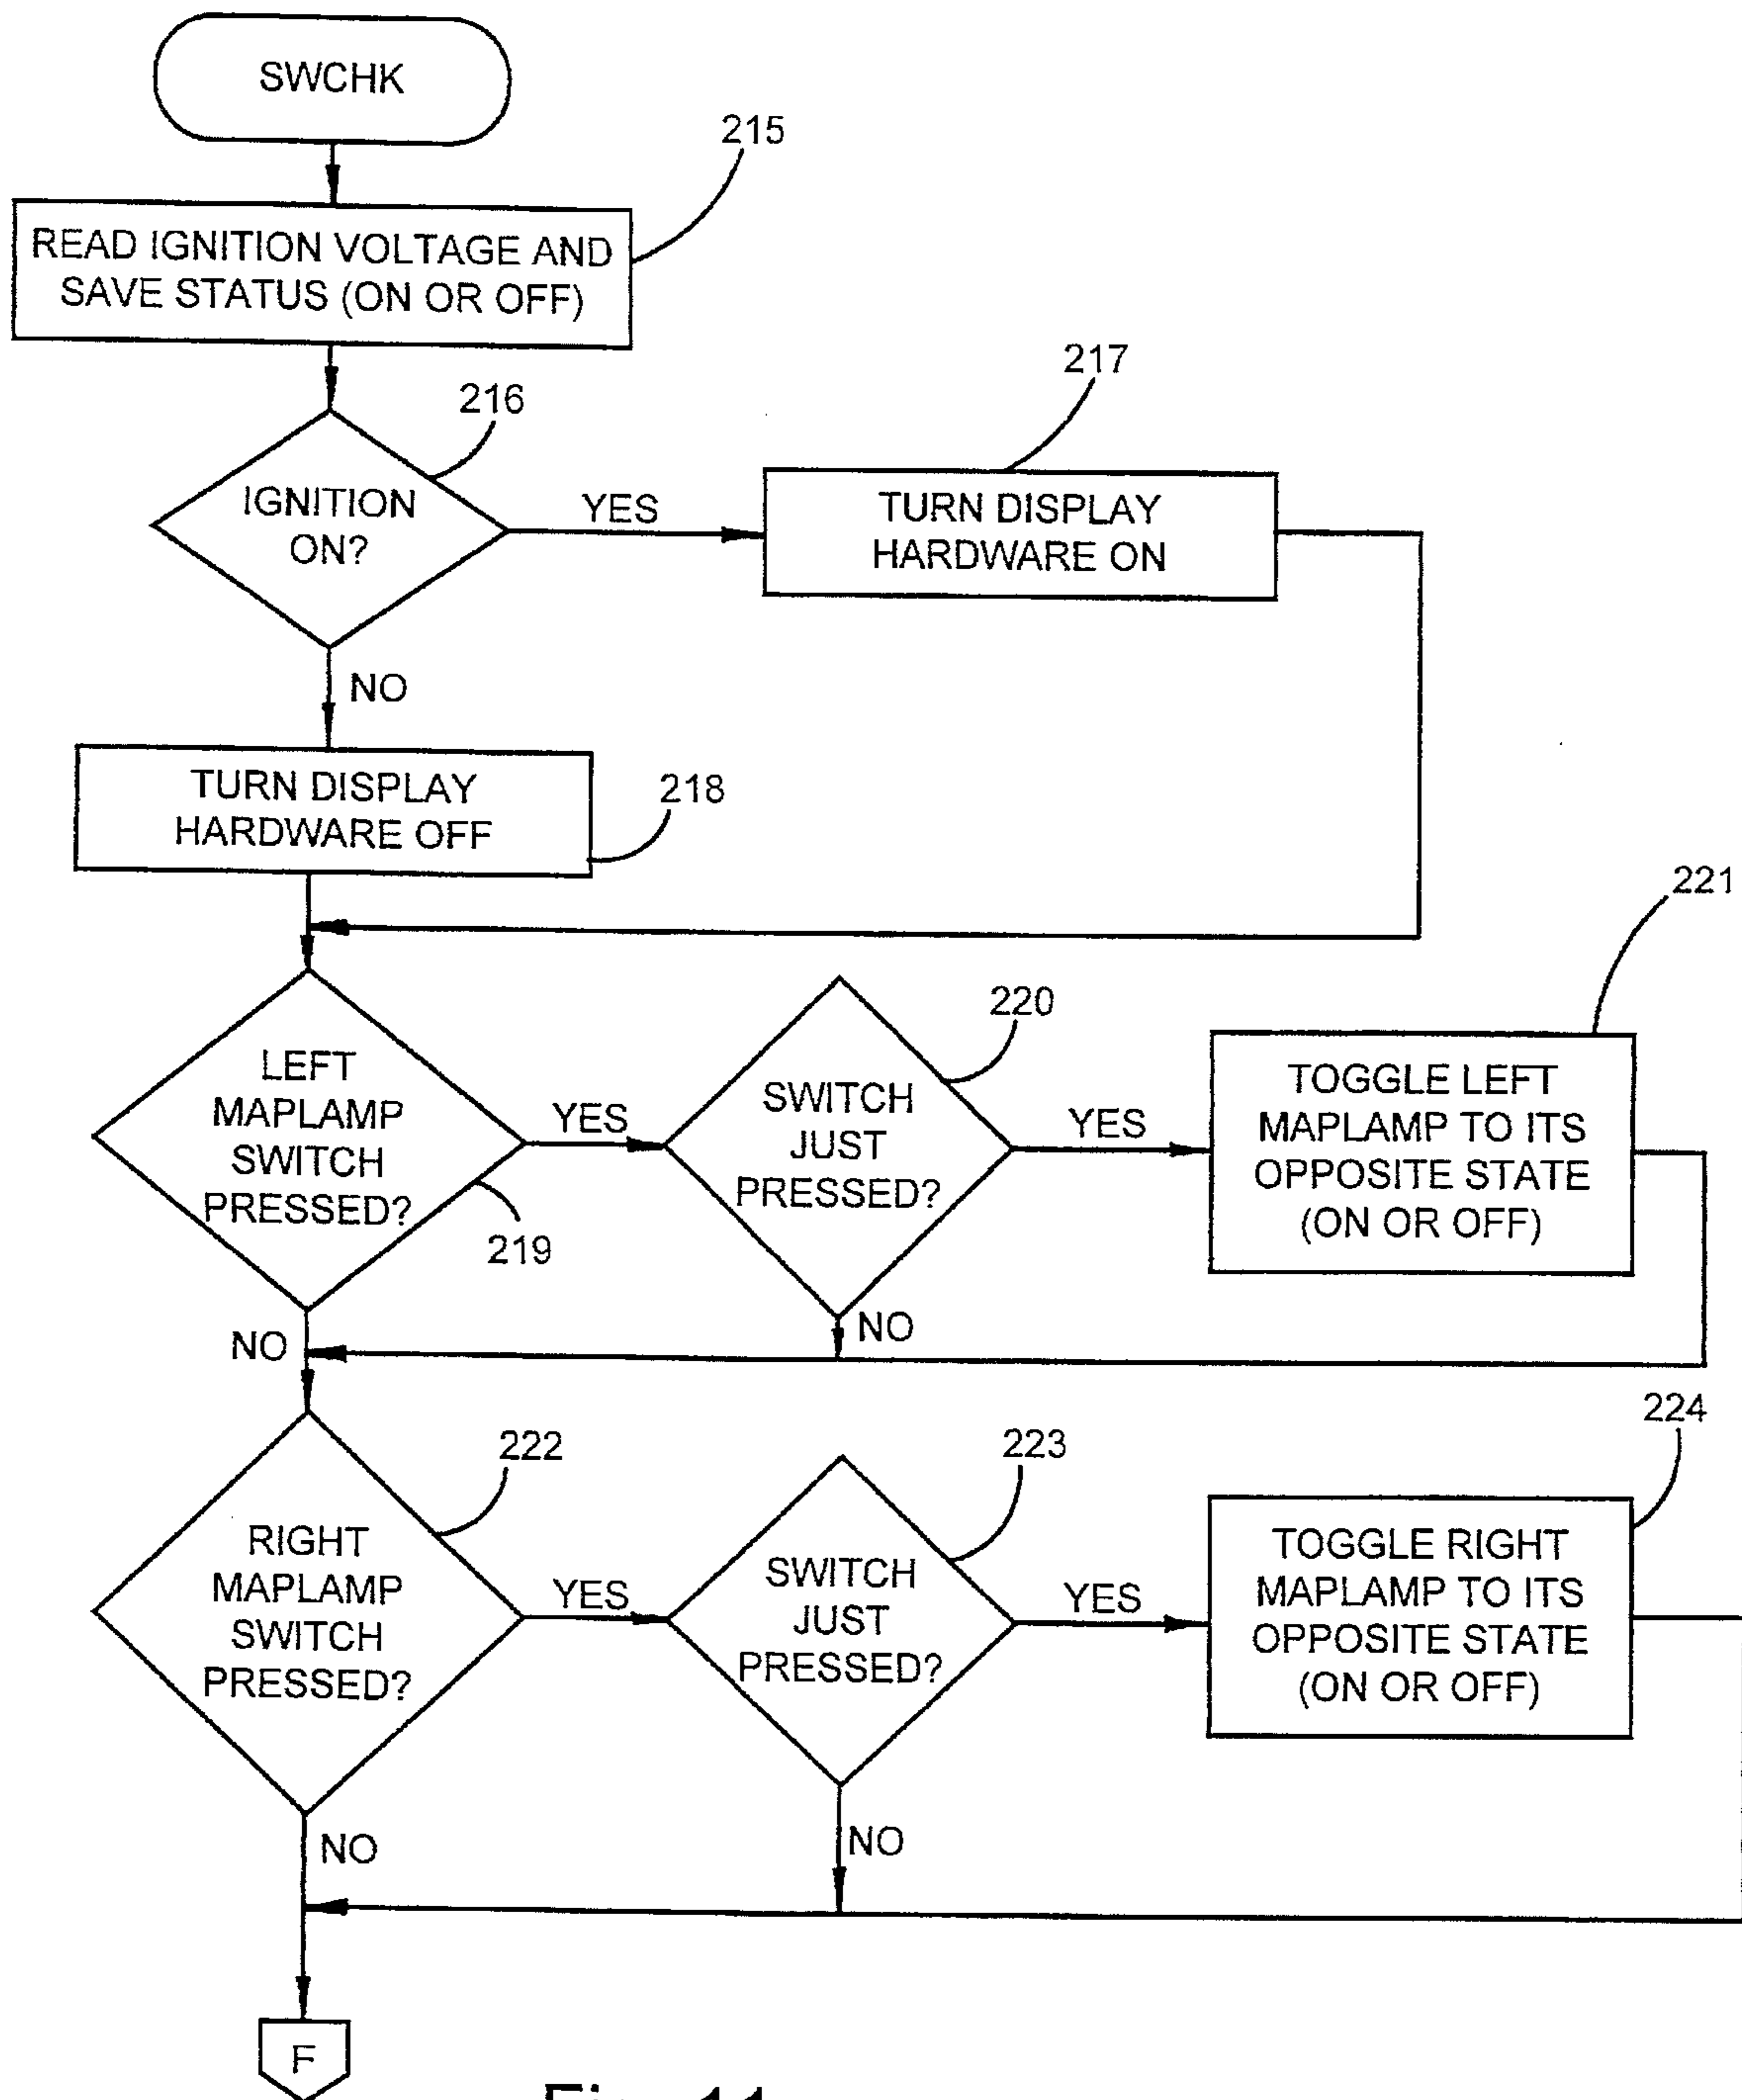 SWCHK
215
READ IGNITION VOLTAGE AND
SAVE STATUS (ON OR OFF)
216
217
IGNITION
ON?
YES
TURN DISPLAY
HARDWARE ON
NO
TURN DISPLAY
HARDWARE OFF
218
221
220
LEFT
MAPLAMP
SWITCH
PRESSED?
219
YES
SWITCH
JUST
PRESSED?
YES
TOGGLE LEFT
MAPLAMP TO ITS
OPPOSITE STATE
(ON OR OFF)
NO
NO
224
222
223
RIGHT
MAPLAMP
SWITCH
PRESSED?
YES
SWITCH
JUST
PRESSED?
YES
TOGGLE RIGHT
MAPLAMP TO ITS
OPPOSITE STATE
(ON OR OFF)
NO
NO
F